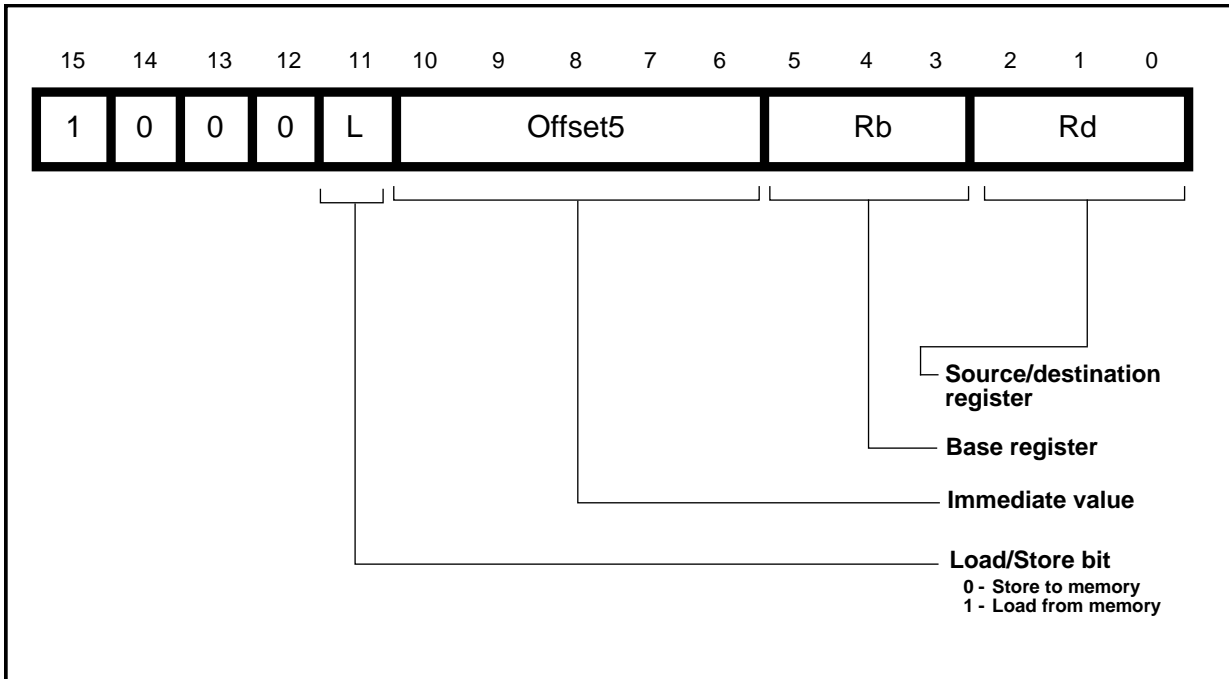 15 14 13 12 11 10 9 8 7 6 5 4 3 2 1 0
1 0 0 0 L Offset5 Rb Rd
Source/destination
register
Base register
Immediate value
Load/Store bit
0 - Store to memory
1 - Load from memory